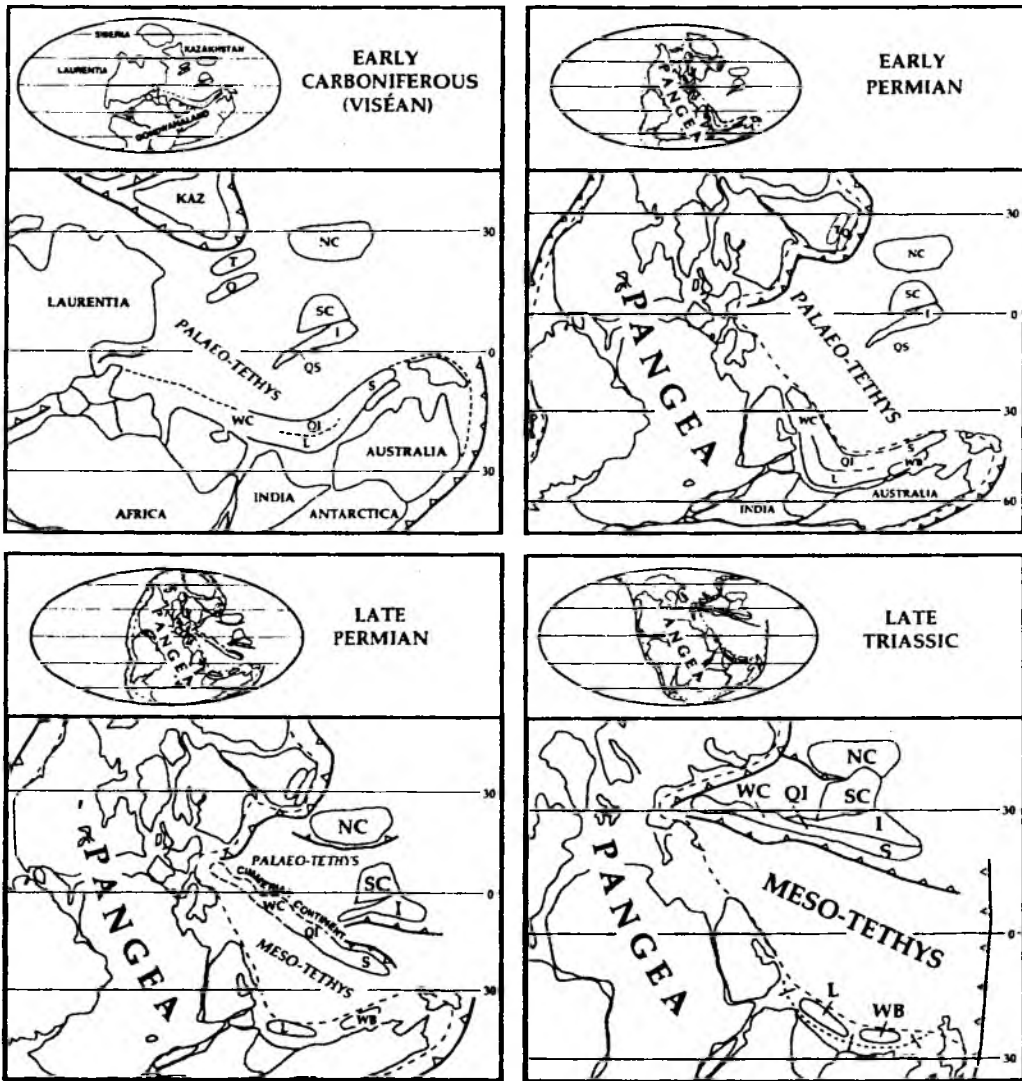 SIBERIA
KAZAKHSTAN
LAURENTIA
GONDWANALAND
EARLY
CARBONIFEROUS
(VISÉAN)
KAZ
30
NC
T
Q
LAURENTIA
SC
I
PALAEO-TETHYS
QS
0
S
WC
QI
L
AUSTRALIA
30
INDIA
AFRICA
ANTARCTICA
PANGEA
EARLY
PERMIAN
30
TQ
NC
SC
I
PANGEA
0
PALAEO-TETHYS
QS
30
WC
QI
S
WB
L
AUSTRALIA
INDIA
60
PANGEA
LATE
PERMIAN
30
NC
PALAEO-TETHYS
CIMMERIAN CONTINENT
SC
0
WC
I
PANGEA
QI
MESO-TETHYS
S
30
L
WB
PANGEA
LATE
TRIASSIC
NC
WC
QI
SC
30
I
S
PANGEA
MESO-TETHYS
0
L
WB
30